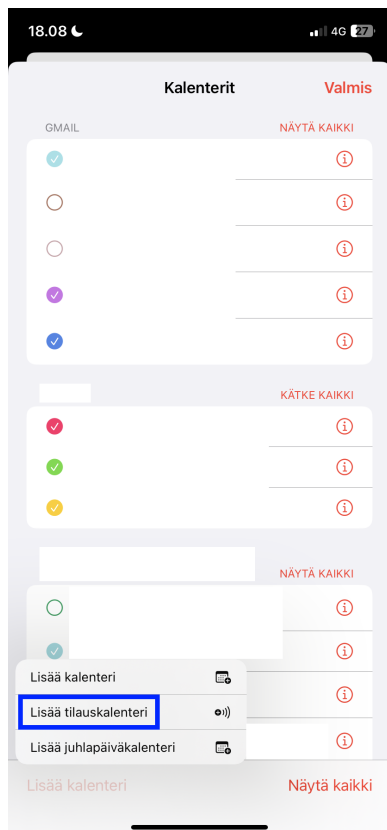 18.08 4G 27
Kalenterit Valmis
GMAIL NÄYTÄ KAIKKI
KÄTKE KAIKKI
NÄYTÄ KAIKKI
Lisää kalenteri
Lisää tilauskalenteri
Lisää juhlapäiväkalenteri
Lisää kalenteri Näytä kaikki